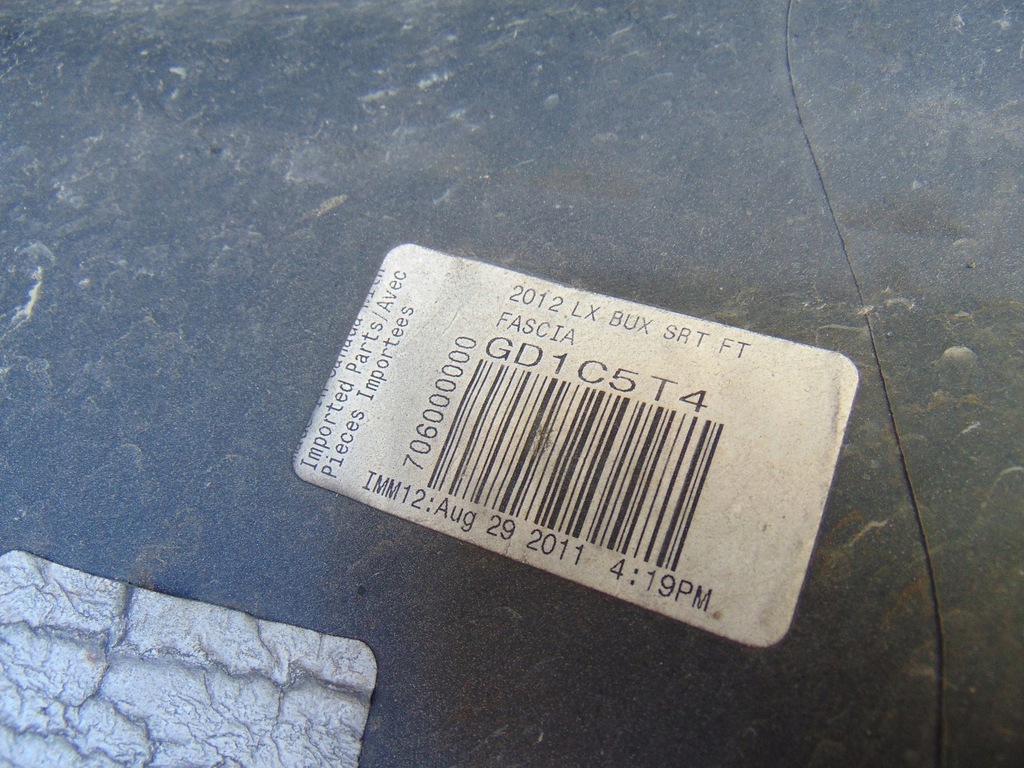 2012 LX BUX SRT FT
FASCIA
GD1C5T4
706000000
IMM12:Aug 29 2011 4:19PM
Imported Parts/Avec
Pieces Importees